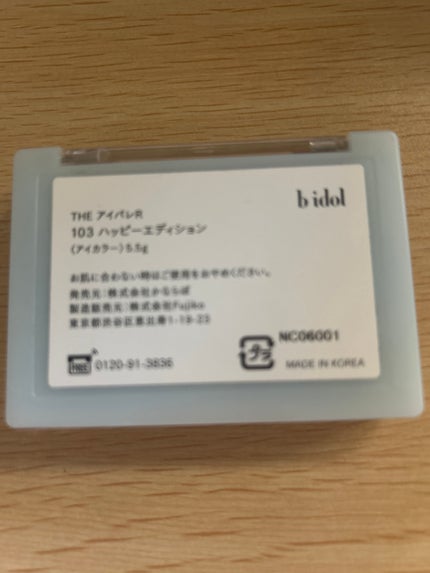 b idol
THE アイパレR
103 ハッピーエディション
〈アイカラー〉5.5g
お肌に合わない時はご使用をおやめください。
発売元：株式会社かならぼ
製造販売元：株式会社Fujiko
東京都渋谷区恵比寿1-19-23
FREE 0120-91-3836
プラ
NC06001
MADE IN KOREA